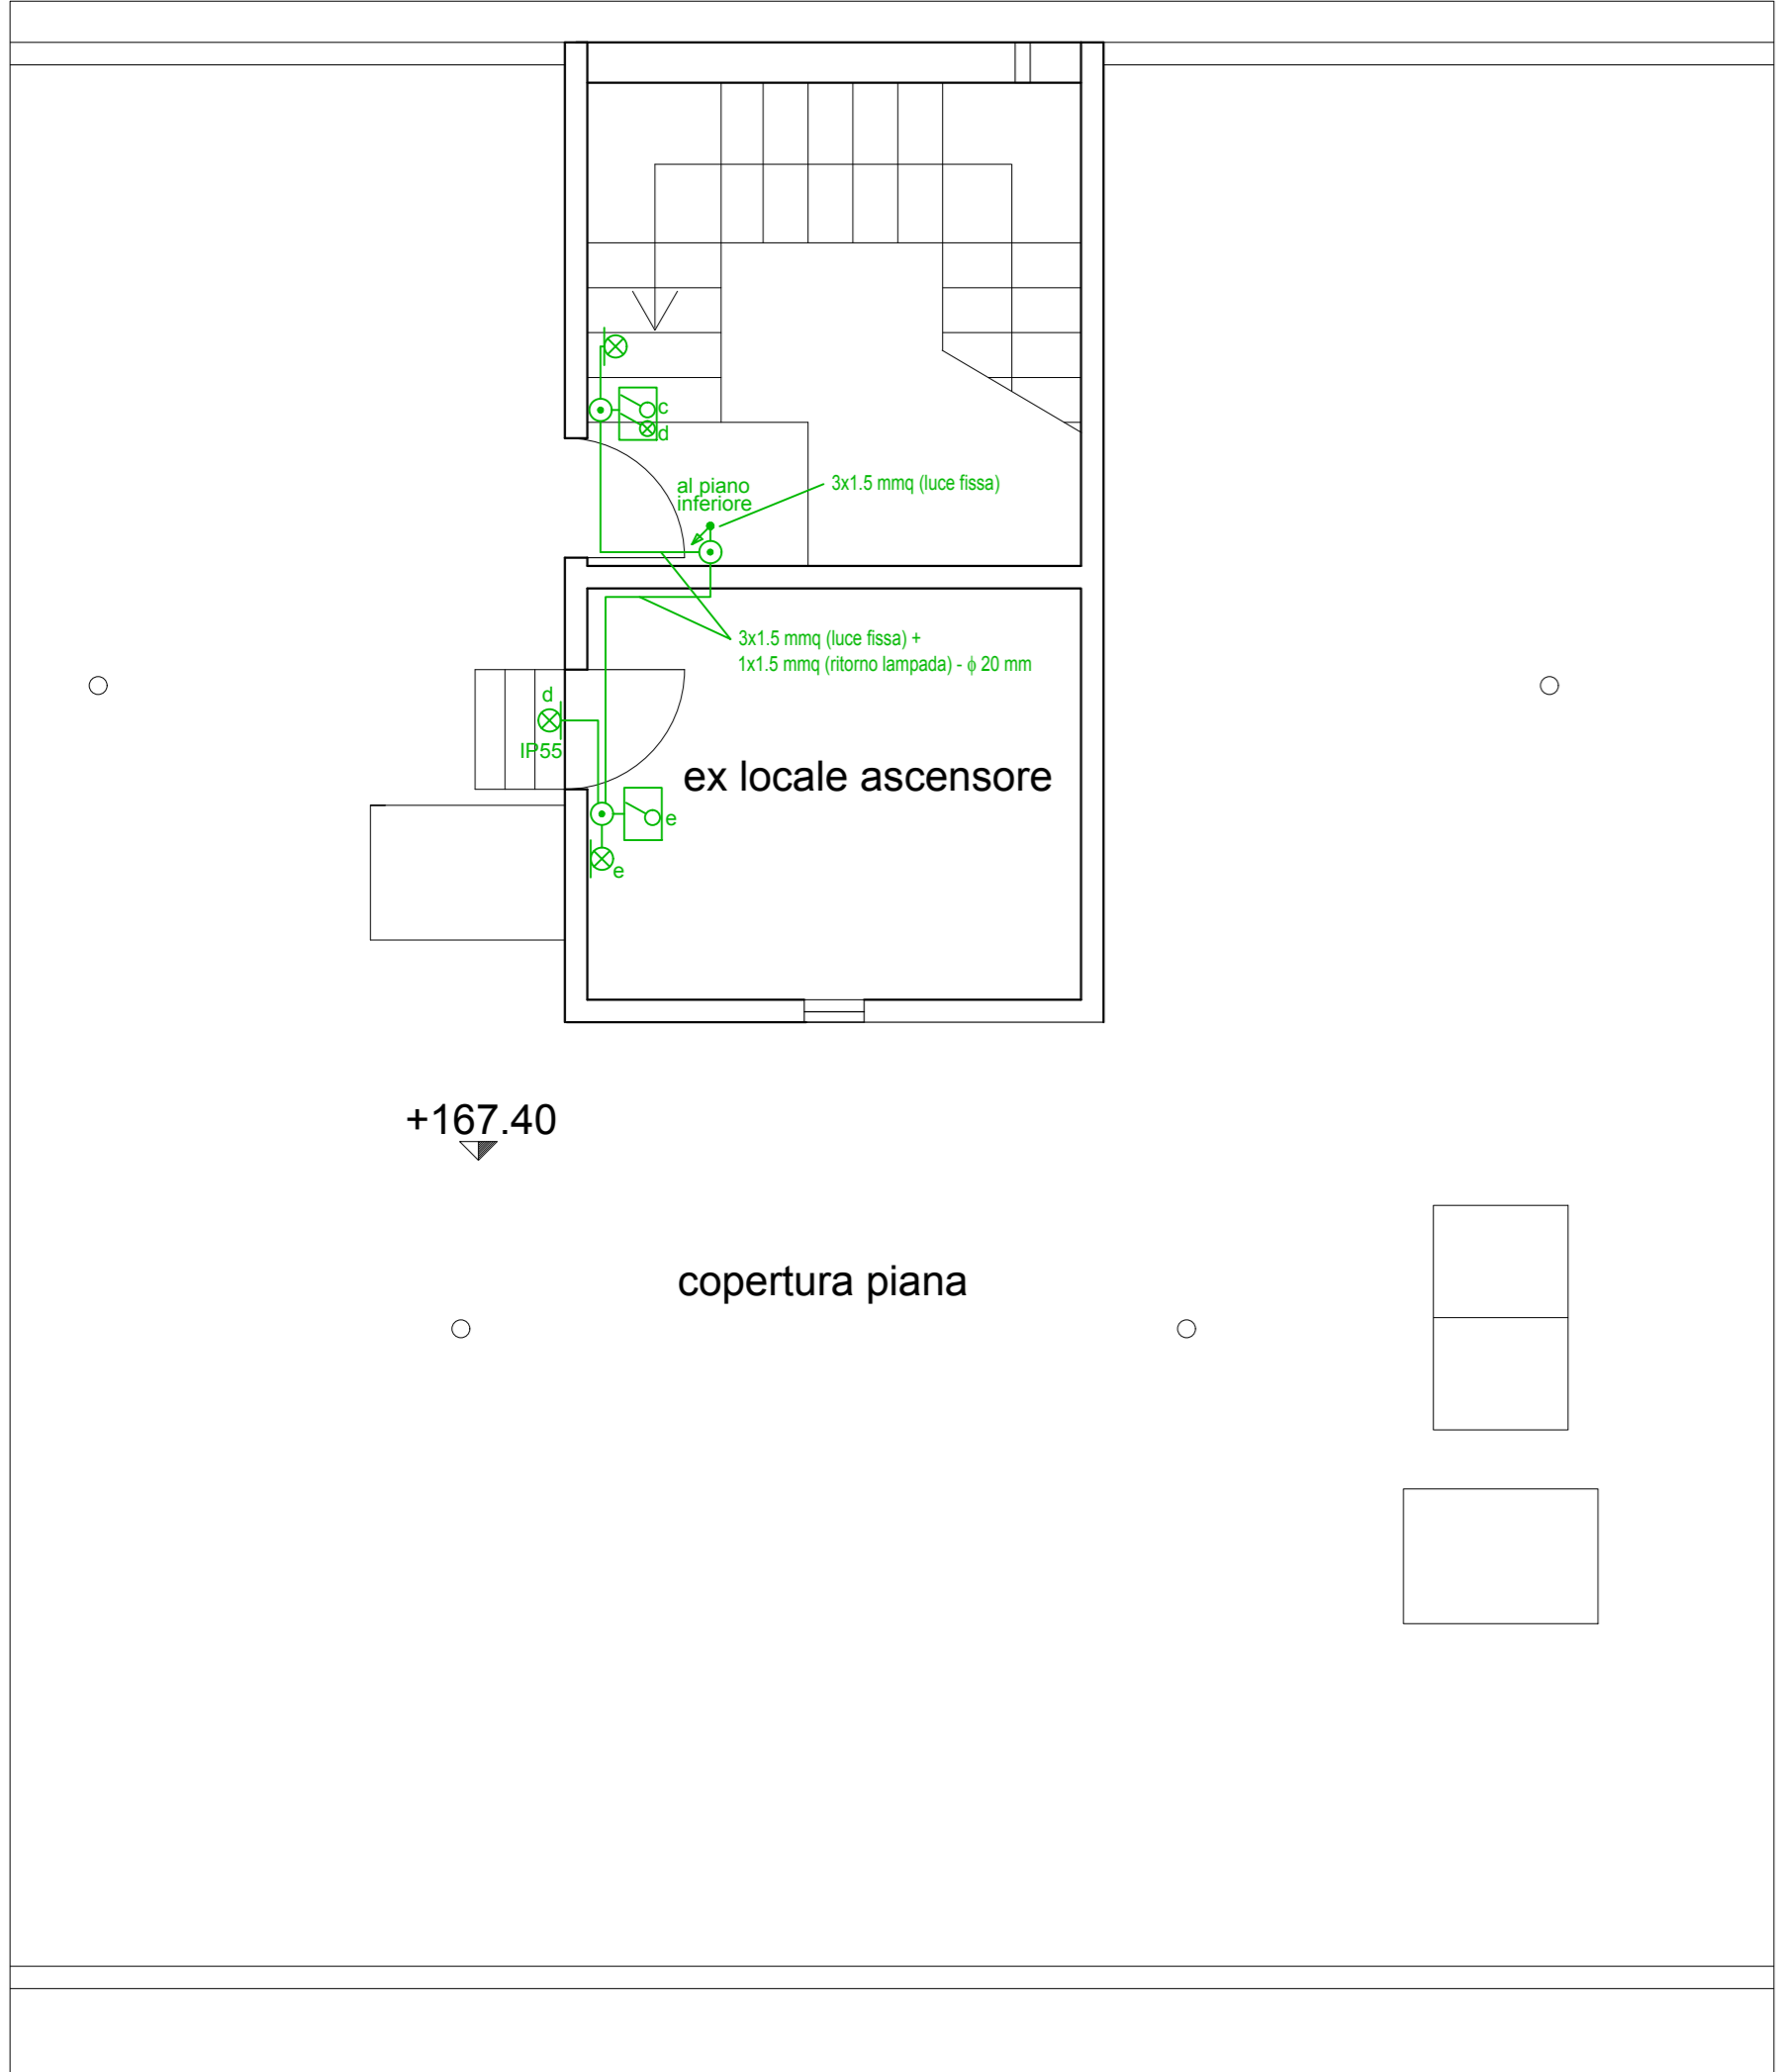 c
d
al piano
inferiore
3x1.5 mmq (luce fissa)
3x1.5 mmq (luce fissa) +
1x1.5 mmq (ritorno lampada) - ϕ 20 mm
d
IP55
ex locale ascensore
e
e
+167.40
copertura piana